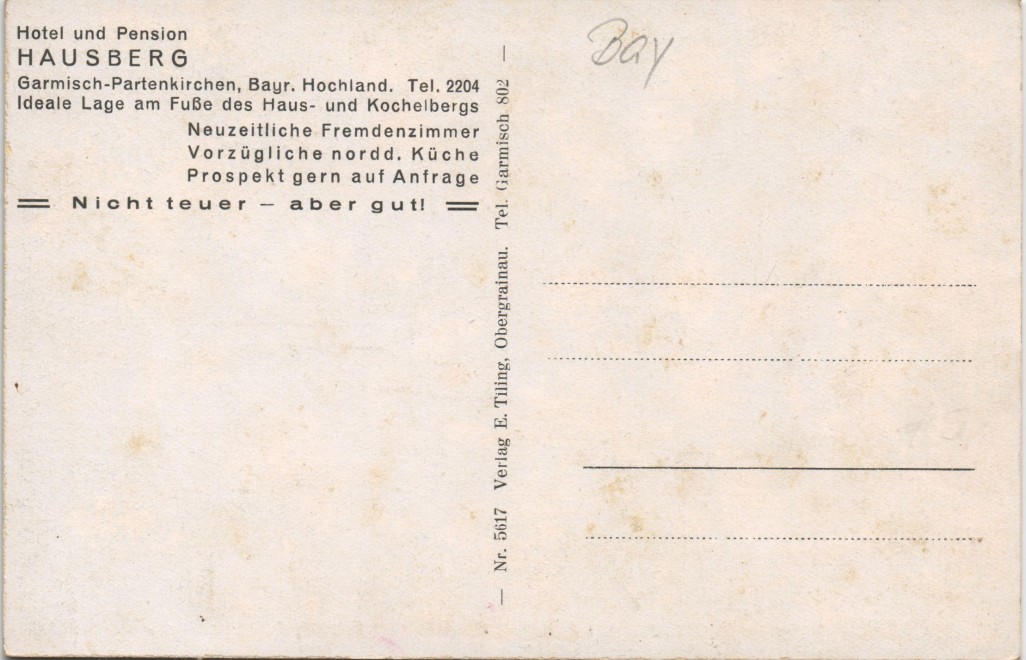 Hotel und Pension
HAUSBERG
Garmisch-Partenkirchen, Bayr. Hochland. Tel. 2204
Ideale Lage am Fuße des Haus- und Kochelbergs
Neuzeitliche Fremdenzimmer
Vorzügliche nordd. Küche
Prospekt gern auf Anfrage
Nicht teuer – aber gut!
— Nr. 5617 Verlag E. Tiling, Obergrainau. Tel. Garmisch 802 —
Bay